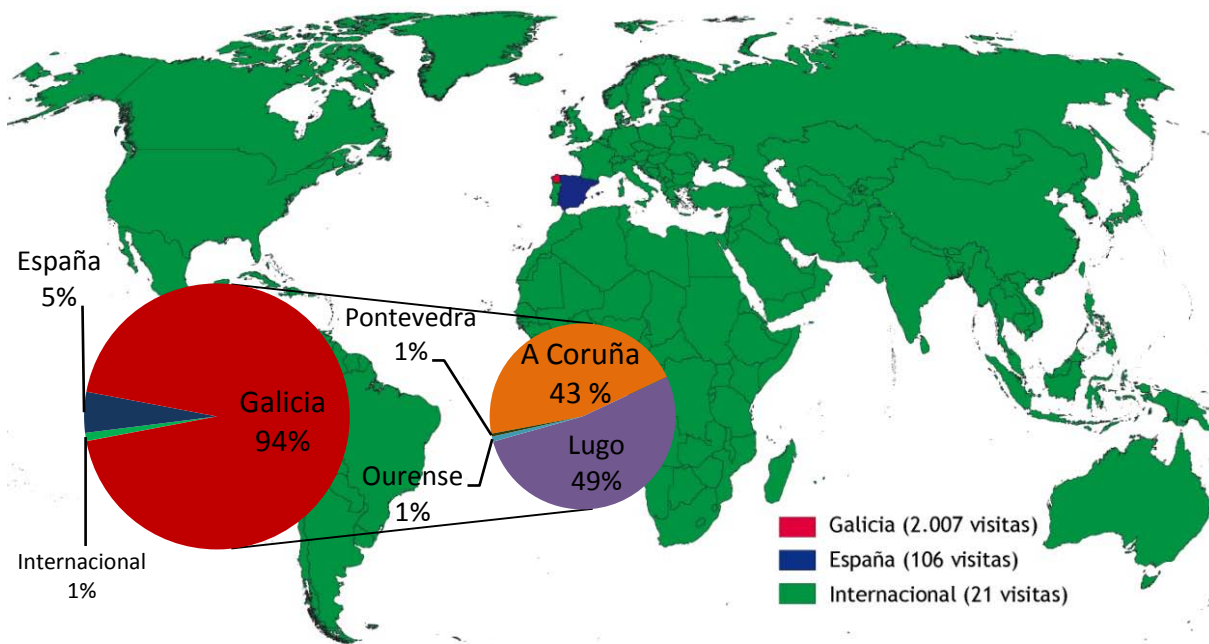 España
5%
Galicia
94%
Internacional
1%
Pontevedra
1%
A Coruña
43 %
Lugo
49%
Ourense
1%
Galicia (2.007 visitas)
España (106 visitas)
Internacional (21 visitas)